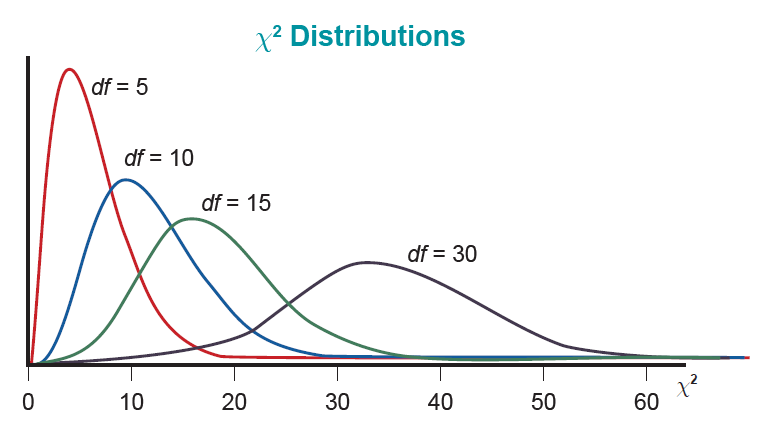 χ² Distributions
df = 5
df = 10
df = 15
df = 30
χ²
0 10 20 30 40 50 60